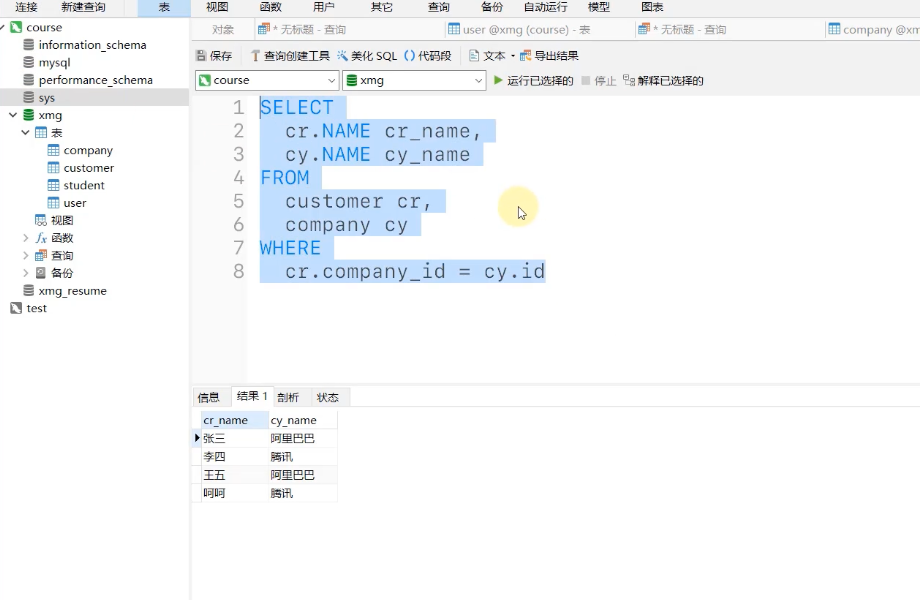 连接 新建查询 表 视图 函数 用户 其它 查询 备份 自动运行 模型 图表
course
information_schema
mysql
performance_schema
sys
xmg
表
company
customer
student
user
视图
fx 函数
查询
备份
xmg_resume
test
对象 * 无标题 - 查询 user @xmg (course) - 表 * 无标题 - 查询 company @xm
保存 查询创建工具 美化 SQL () 代码段 文本 导出结果
course xmg 运行已选择的 停止 解释已选择的
1 SELECT
2 cr.NAME cr_name,
3 cy.NAME cy_name
4 FROM
5 customer cr,
6 company cy
7 WHERE
8 cr.company_id = cy.id
信息 结果 1 剖析 状态
cr_name cy_name
张三 阿里巴巴
李四 腾讯
王五 阿里巴巴
呵呵 腾讯